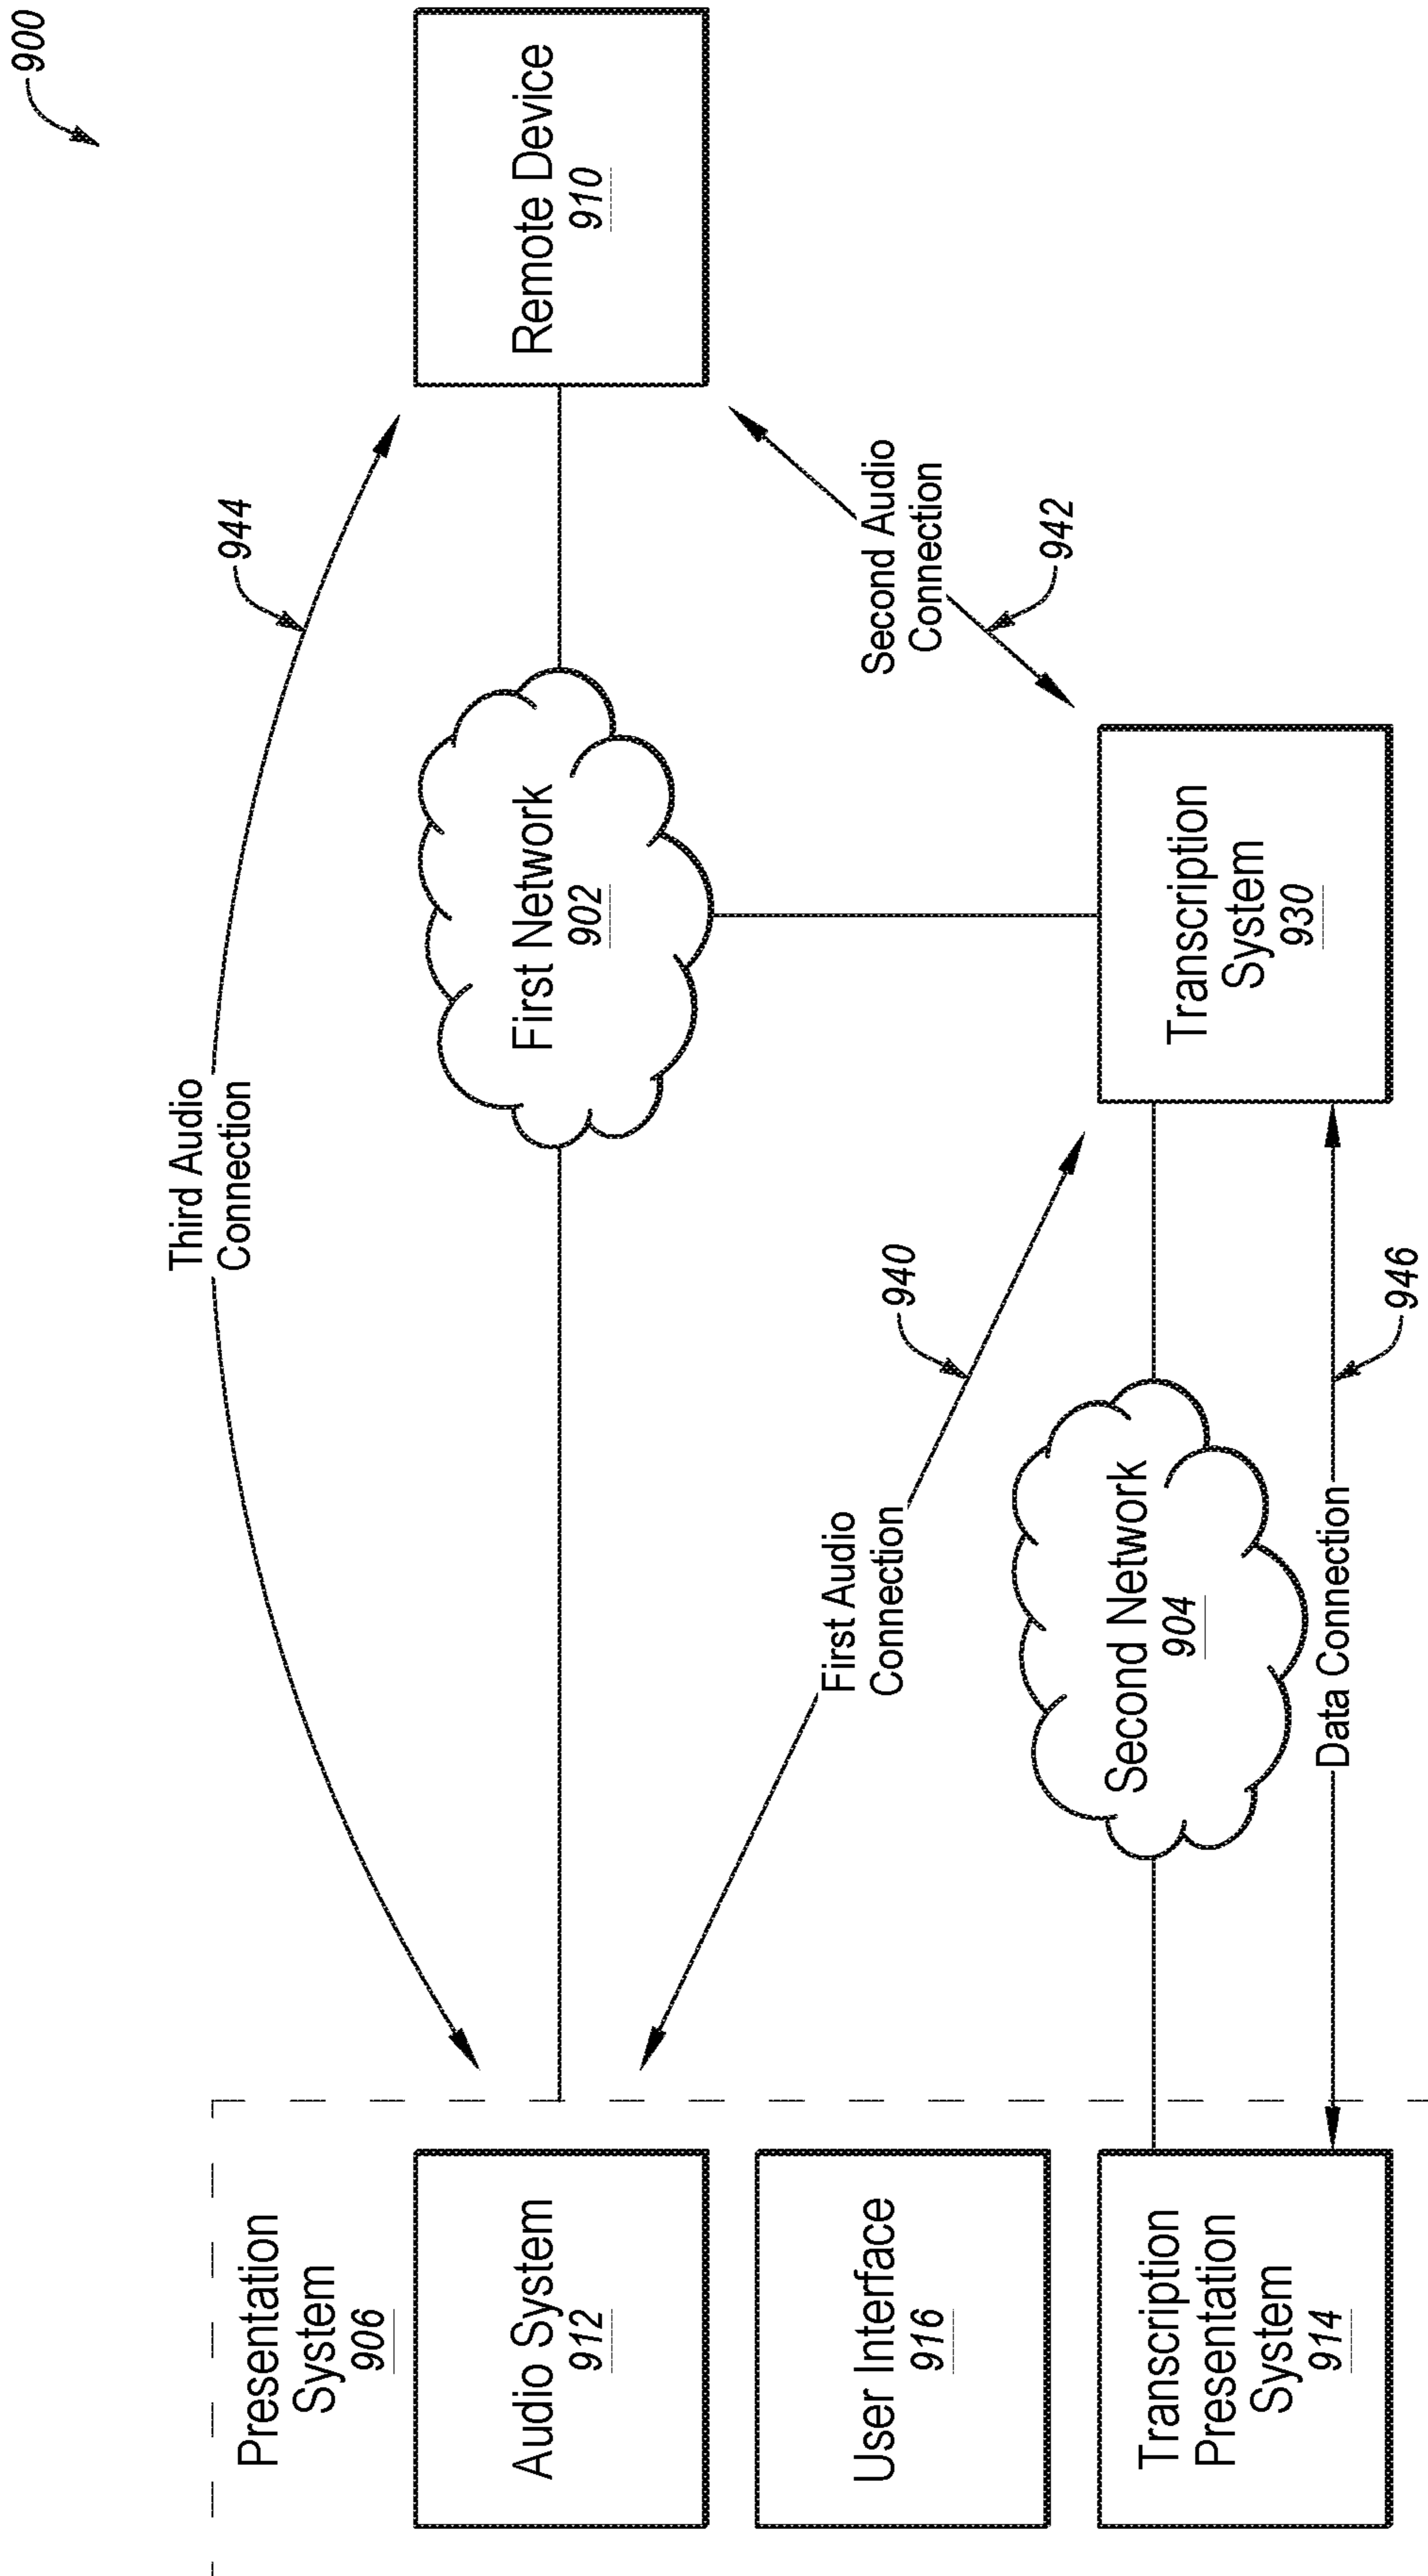 900
Third Audio
Connection
944
Presentation
System
906
Audio System
912
First Network
902
Remote Device
910
User Interface
916
First Audio
Connection
940
Second Audio
Connection
942
Transcription
Presentation
System
914
Second Network
904
Transcription
System
930
Data Connection
946